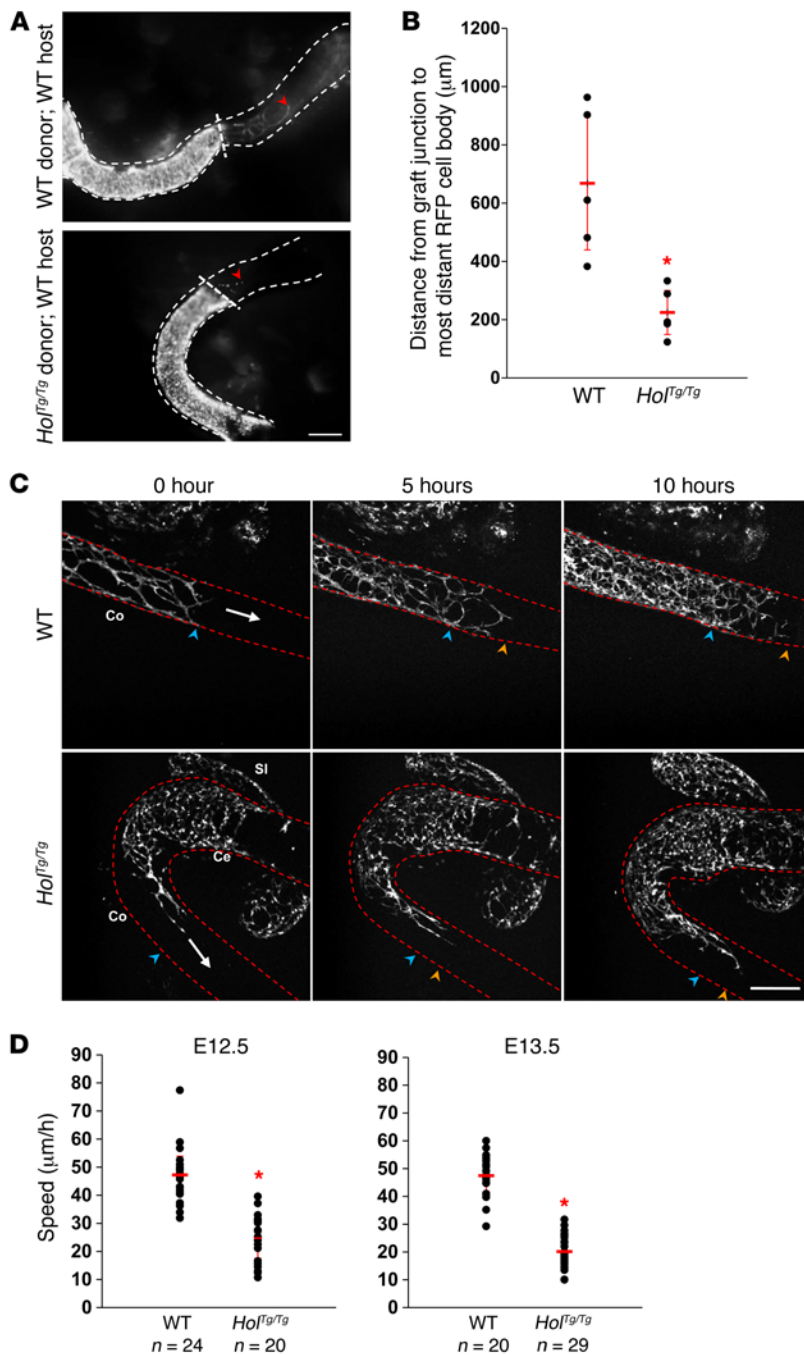 A
WT donor; WT host
Hol^Tg/Tg donor; WT host
B
Distance from graft junction to
most distant RFP cell body (μm)
1200
1000
800
600
400
200
0
*
WT
Hol^Tg/Tg
C
0 hour
5 hours
10 hours
WT
Co
Hol^Tg/Tg
SI
Ce
Co
D
E12.5
Speed (μm/h)
90
80
70
60
50
40
30
20
10
0
*
WT
Hol^Tg/Tg
n = 24
n = 20
E13.5
90
80
70
60
50
40
30
20
10
0
*
WT
Hol^Tg/Tg
n = 20
n = 29